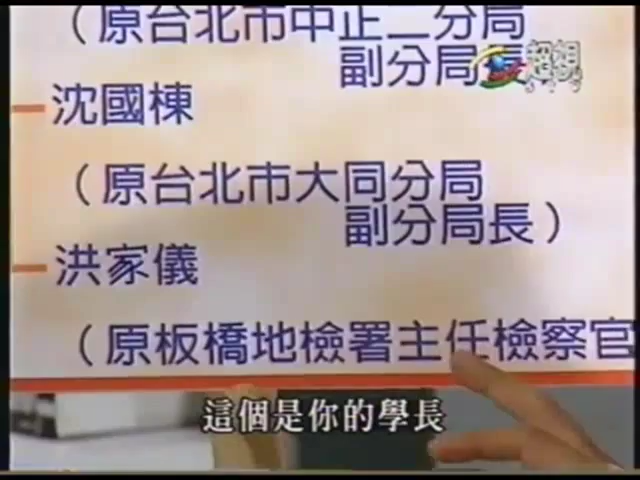 （原台北市中正二分局
副分局長
超視
沈國棟
（原台北市大同分局
副分局長）
洪家儀
（原板橋地檢署主任檢察官
這個是你的學長